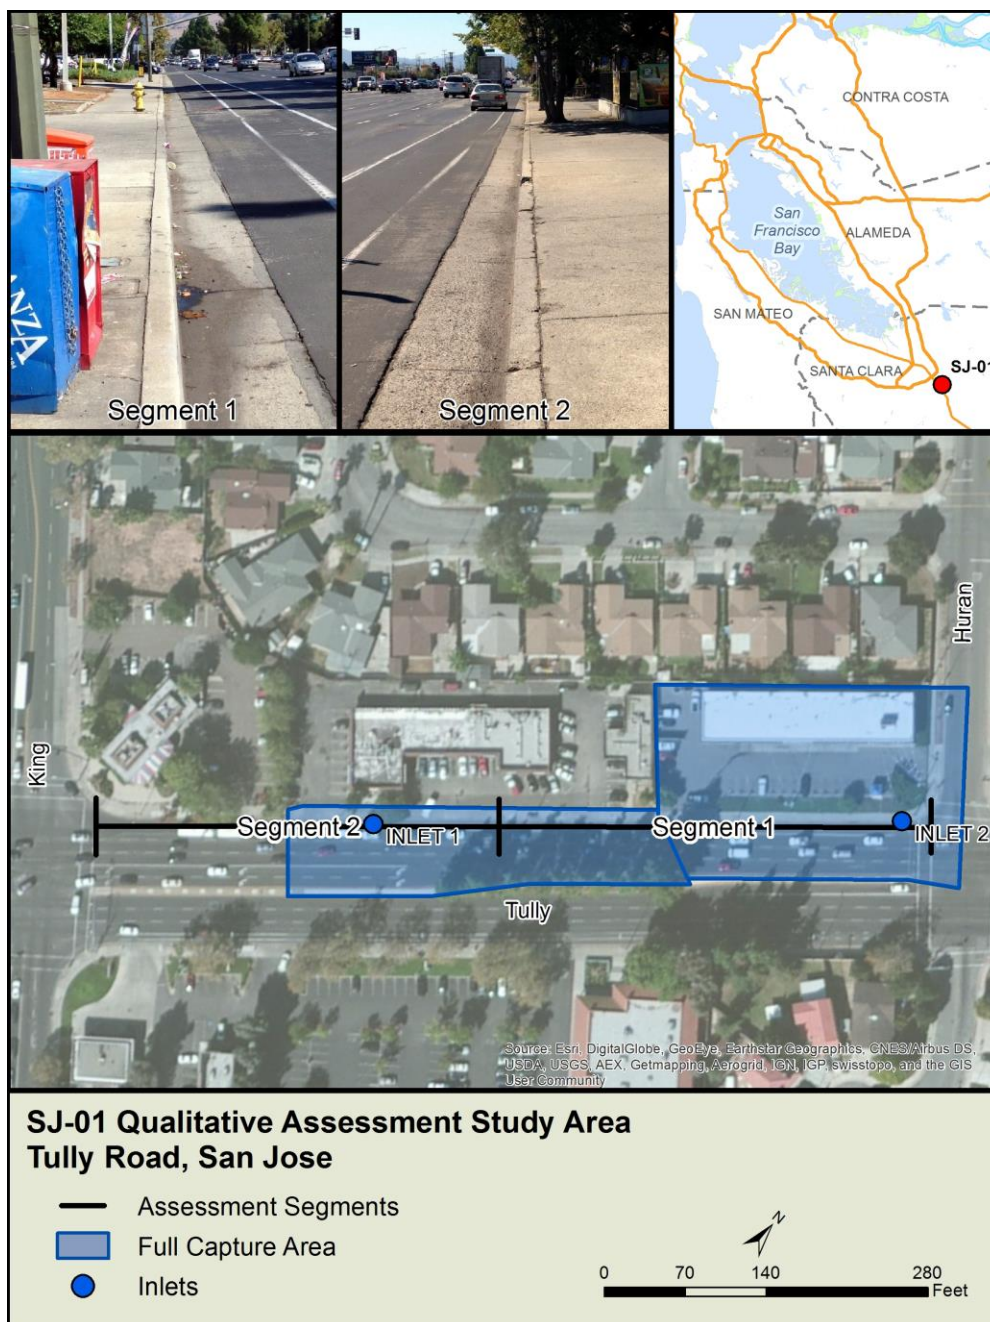 NZA
Segment 1
Segment 2
CONTRA COSTA
San
Francisco
Bay
ALAMEDA
SAN MATEO
SANTA CLARA
SJ-01
King
Huran
Segment 2
INLET 1
Segment 1
INLET 2
Tully
Source: Esri, DigitalGlobe, GeoEye, Earthstar Geographics, CNES/Airbus DS,
USDA, USGS, AEX, Getmapping, Aerogrid, IGN, IGP, swisstopo, and the GIS
User Community
SJ-01 Qualitative Assessment Study Area
Tully Road, San Jose
Assessment Segments
Full Capture Area
Inlets
N
0 70 140 280
Feet